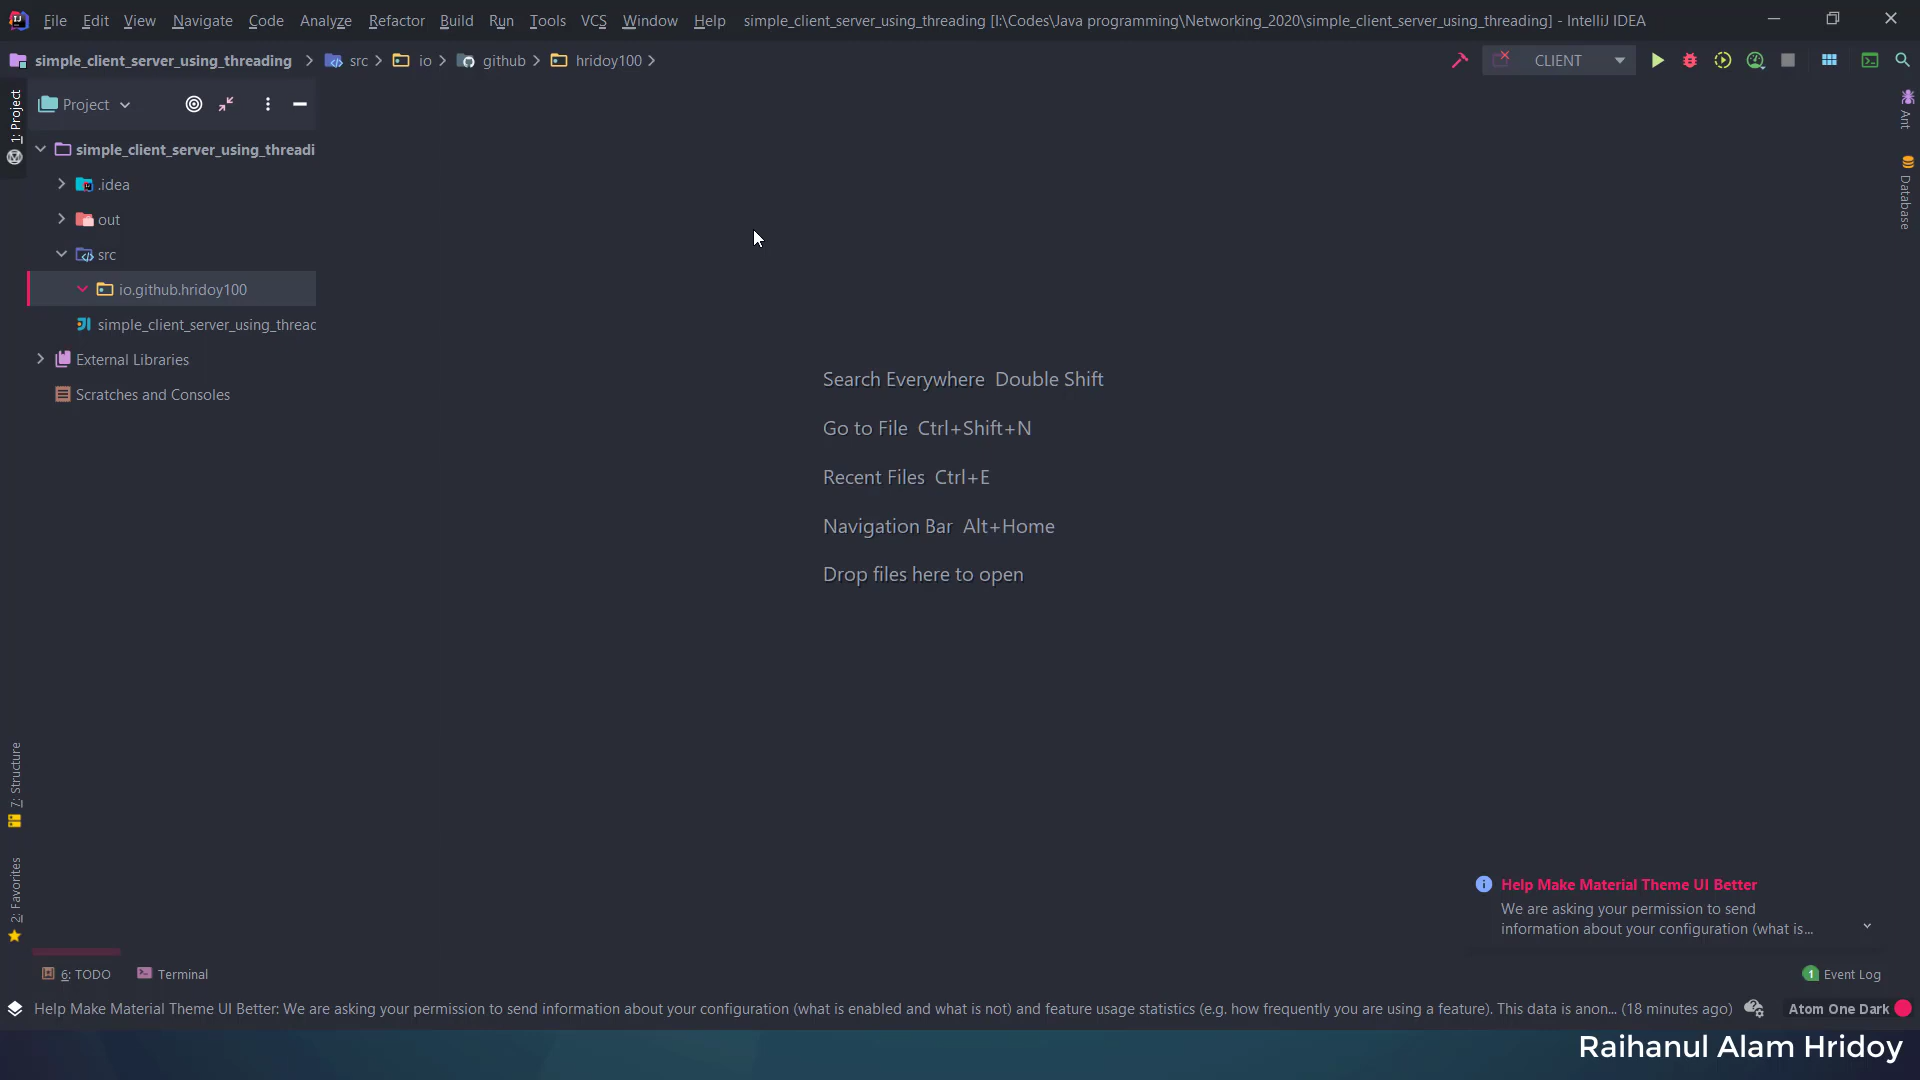 File Edit View Navigate Code Analyze Refactor Build Run Tools VCS Window Help simple_client_server_using_threading [I:\Codes\Java programming\Networking_2020\simple_client_server_using_threading] - IntelliJ IDEA
simple_client_server_using_threading src io github hridoy100 CLIENT
1: Project
Project
simple_client_server_using_threadi
.idea
out
src
io.github.hridoy100
simple_client_server_using_threac
External Libraries
Scratches and Consoles
Ant
Database
Search Everywhere Double Shift
Go to File Ctrl+Shift+N
Recent Files Ctrl+E
Navigation Bar Alt+Home
Drop files here to open
7: Structure
2: Favorites
Help Make Material Theme UI Better
We are asking your permission to send
information about your configuration (what is...
6: TODO Terminal 1 Event Log
Help Make Material Theme UI Better: We are asking your permission to send information about your configuration (what is enabled and what is not) and feature usage statistics (e.g. how frequently you are using a feature). This data is anon... (18 minutes ago) Atom One Dark
Raihanul Alam Hridoy